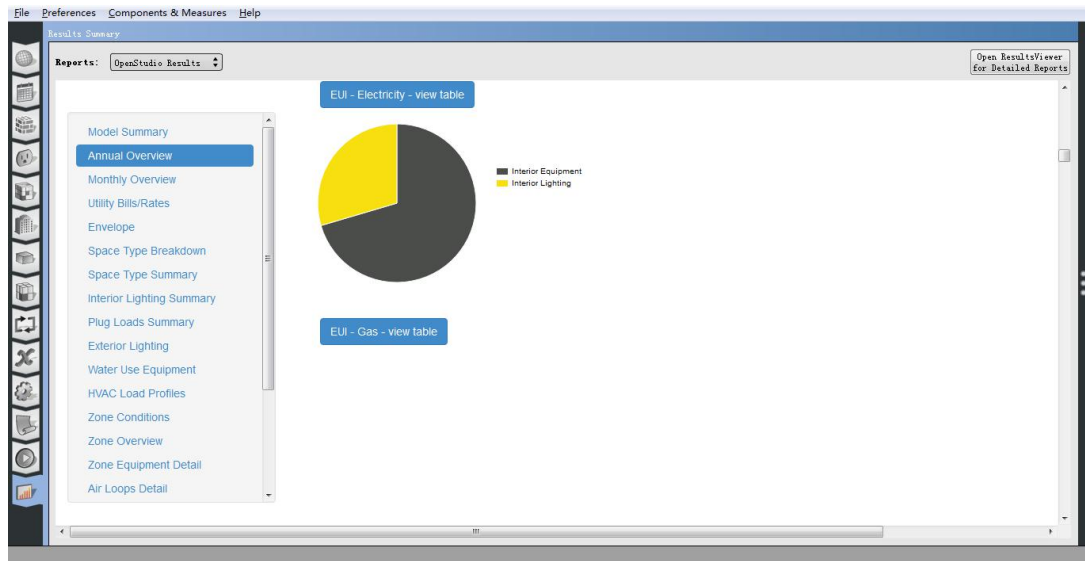 File Preferences Components & Measures Help
Results Summary
Reports: OpenStudio Results
Open ResultsViewer
for Detailed Reports
EUI - Electricity - view table
Model Summary
Annual Overview
Monthly Overview
Utility Bills/Rates
Envelope
Space Type Breakdown
Space Type Summary
Interior Lighting Summary
Plug Loads Summary
Exterior Lighting
Water Use Equipment
HVAC Load Profiles
Zone Conditions
Zone Overview
Zone Equipment Detail
Air Loops Detail
Interior Equipment
Interior Lighting
EUI - Gas - view table